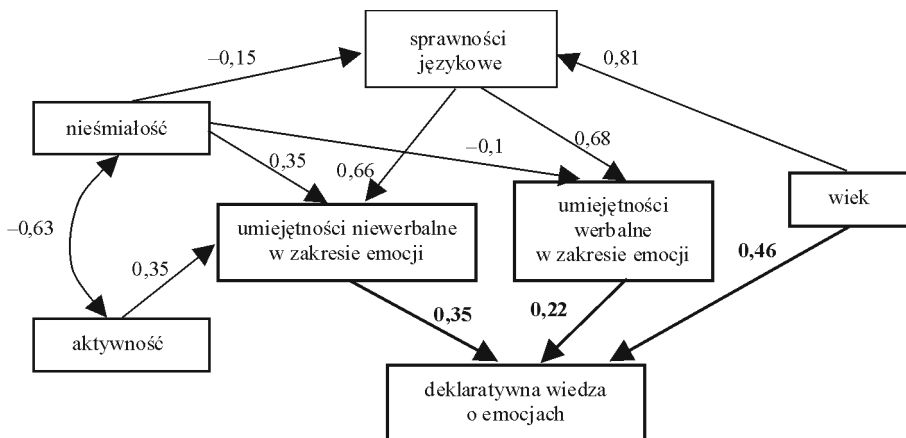 sprawności
językowe
–0,15
0,81
nieśmiałość
0,35
0,66
–0,1
0,68
wiek
umiejętności niewerbalne
w zakresie emocji
umiejętności
werbalne
w zakresie emocji
–0,63
0,35
0,46
0,35
0,22
aktywność
deklaratywna wiedza
o emocjach